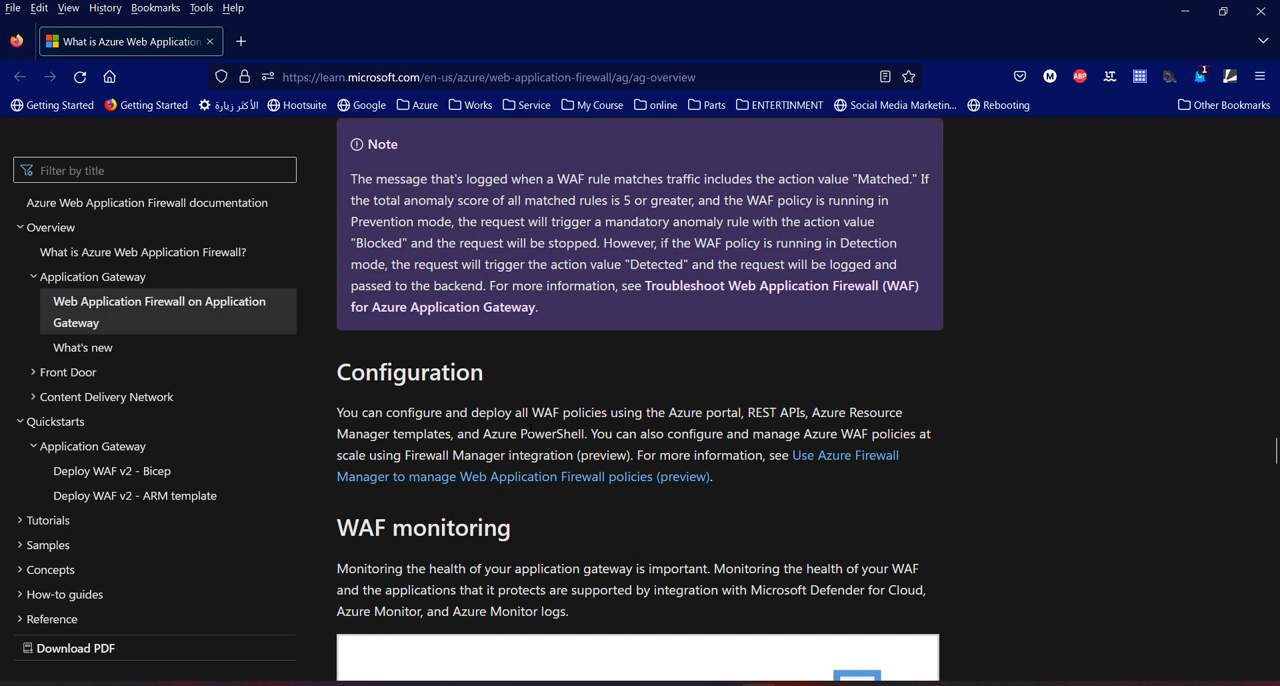 File Edit View History Bookmarks Tools Help
What is Azure Web Application
https://learn.microsoft.com/en-us/azure/web-application-firewall/ag/ag-overview
M ABP LT 1
Getting Started Getting Started الأكثر زيارة Hootsuite Google Azure Works Service My Course online Parts ENTERTINMENT Social Media Marketin... Rebooting Other Bookmarks
Filter by title
Azure Web Application Firewall documentation
Overview
What is Azure Web Application Firewall?
Application Gateway
Web Application Firewall on Application
Gateway
What's new
Front Door
Content Delivery Network
Quickstarts
Application Gateway
Deploy WAF v2 - Bicep
Deploy WAF v2 - ARM template
Tutorials
Samples
Concepts
How-to guides
Reference
Download PDF
Note
The message that's logged when a WAF rule matches traffic includes the action value "Matched." If
the total anomaly score of all matched rules is 5 or greater, and the WAF policy is running in
Prevention mode, the request will trigger a mandatory anomaly rule with the action value
"Blocked" and the request will be stopped. However, if the WAF policy is running in Detection
mode, the request will trigger the action value "Detected" and the request will be logged and
passed to the backend. For more information, see Troubleshoot Web Application Firewall (WAF)
for Azure Application Gateway.
Configuration
You can configure and deploy all WAF policies using the Azure portal, REST APIs, Azure Resource
Manager templates, and Azure PowerShell. You can also configure and manage Azure WAF policies at
scale using Firewall Manager integration (preview). For more information, see Use Azure Firewall
Manager to manage Web Application Firewall policies (preview).
WAF monitoring
Monitoring the health of your application gateway is important. Monitoring the health of your WAF
and the applications that it protects are supported by integration with Microsoft Defender for Cloud,
Azure Monitor, and Azure Monitor logs.